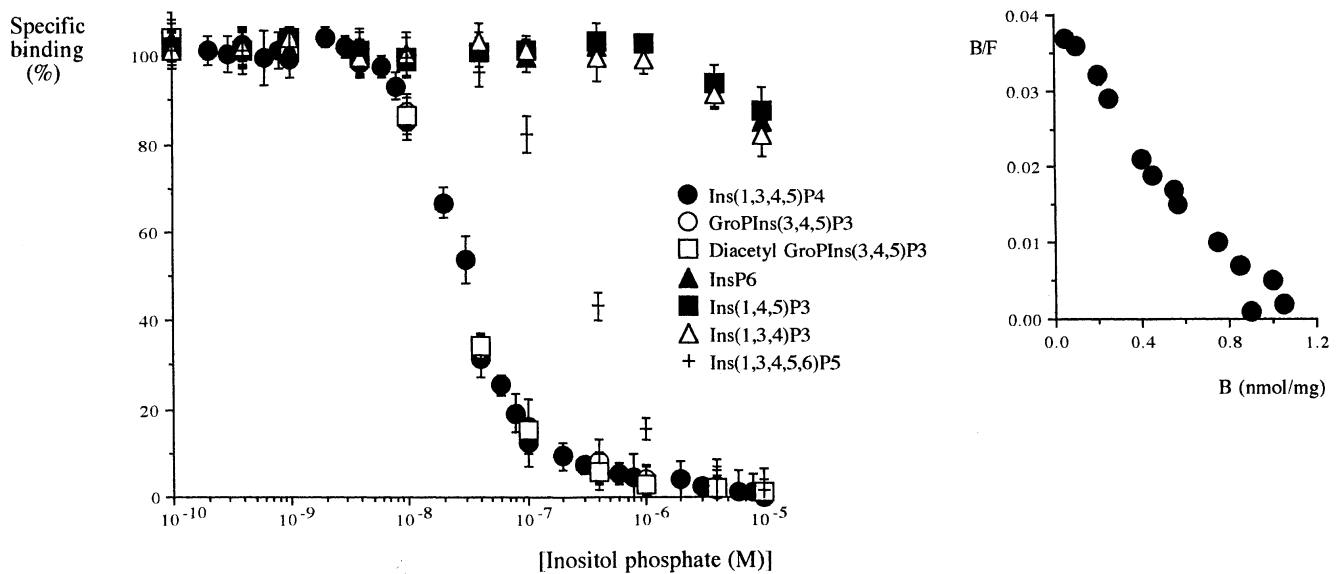 Specific
binding
(%)
100
80
60
40
20
0
10-10
10-9
10-8
10-7
10-6
10-5
[Inositol phosphate (M)]
Ins(1,3,4,5)P4
GroPIns(3,4,5)P3
Diacetyl GroPIns(3,4,5)P3
InsP6
Ins(1,4,5)P3
Ins(1,3,4)P3
Ins(1,3,4,5,6)P5
B/F
0.04
0.03
0.02
0.01
0.00
0.0
0.4
0.8
1.2
B (nmol/mg)